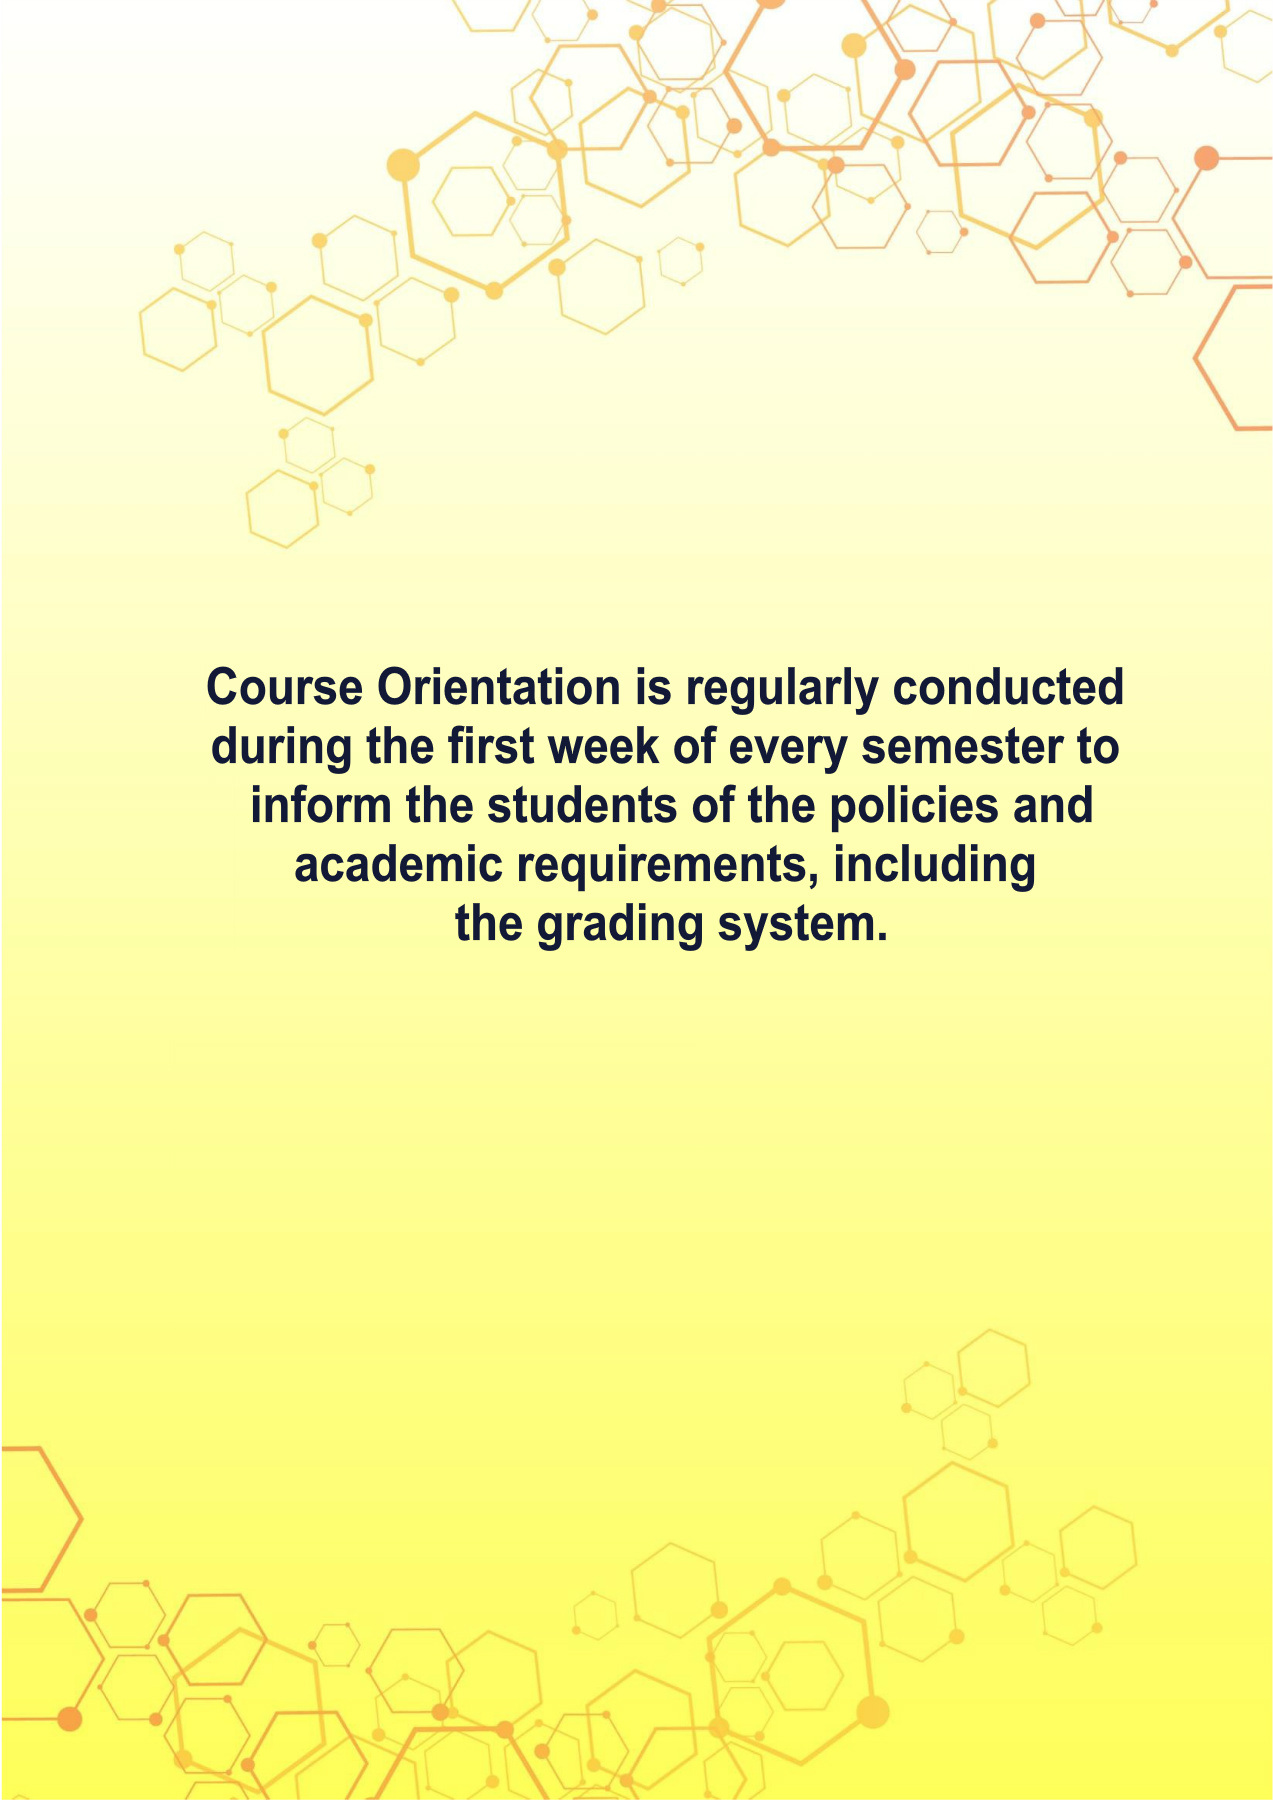 Course Orientation is regularly conducted
during the first week of every semester to
inform the students of the policies and
academic requirements, including
the grading system.